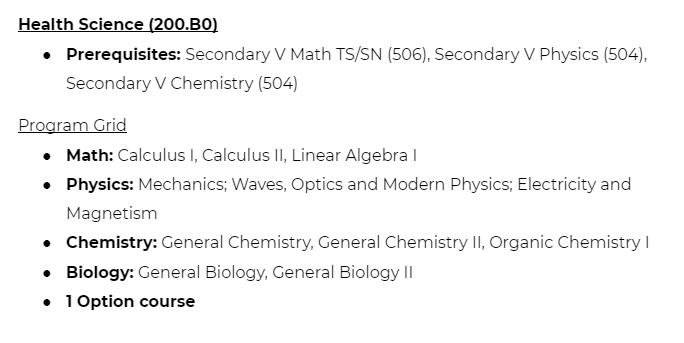 Health Science (200.B0)
• Prerequisites: Secondary V Math TS/SN (506), Secondary V Physics (504),
Secondary V Chemistry (504)
Program Grid
• Math: Calculus I, Calculus II, Linear Algebra I
• Physics: Mechanics; Waves, Optics and Modern Physics; Electricity and
Magnetism
• Chemistry: General Chemistry, General Chemistry II, Organic Chemistry I
• Biology: General Biology, General Biology II
• 1 Option course